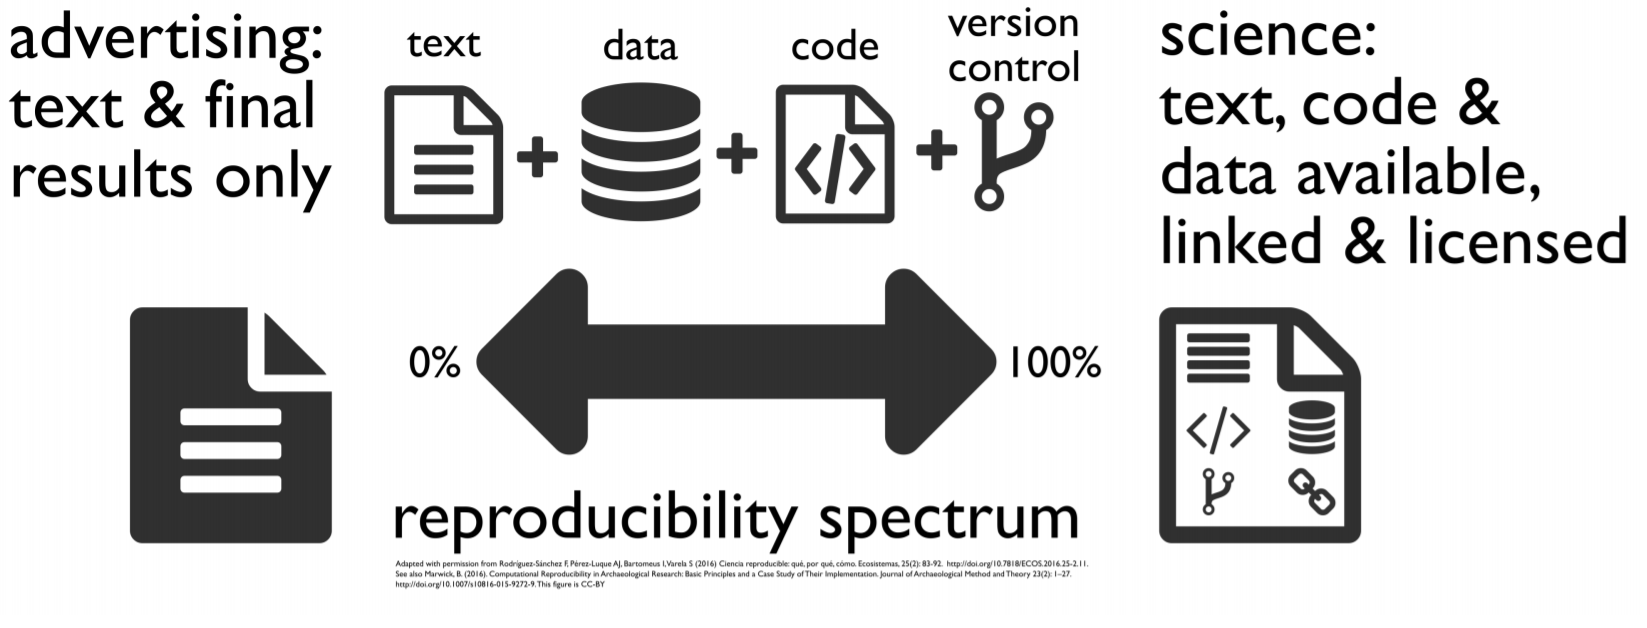 advertising:
text & final
results only
text
data
code
version
control
science:
text, code &
data available,
linked & licensed
</>
0%
100%
</>
reproducibility spectrum
Adapted with permission from Rodríguez-Sánchez F, Pérez-Luque AJ, Bartomeus I, Varela S (2016) Ciencia reproducible: qué, por qué, cómo. Ecosistemas, 25(2): 83-92. http://doi.org/10.7818/ECOS.2016.25-2.11.
See also Marwick, B. (2016). Computational Reproducibility in Archaeological Research: Basic Principles and a Case Study of Their Implementation. Journal of Archaeological Method and Theory 23(2): 1–27.
http://doi.org/10.1007/s10816-015-9272-9. This figure is CC-BY